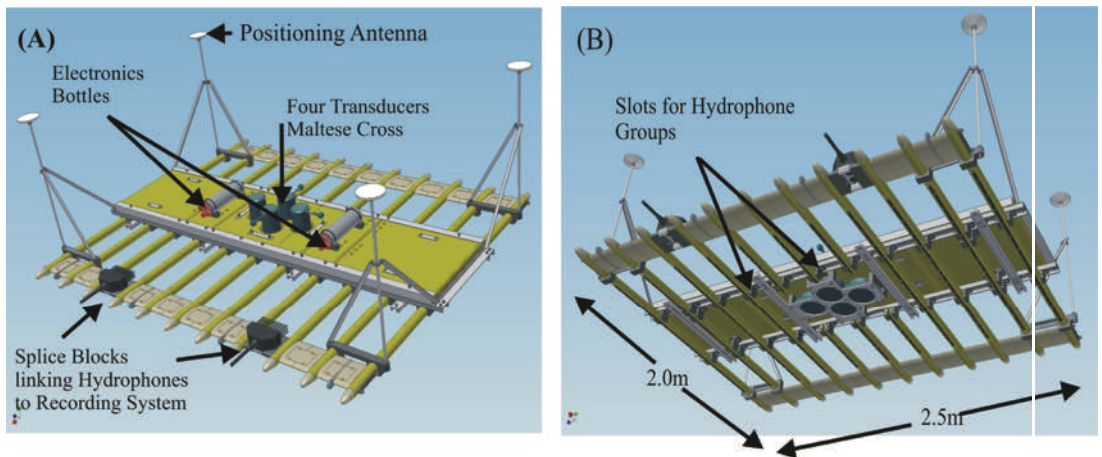 (A)
Positioning Antenna
Electronics
Bottles
Four Transducers
Maltese Cross
Splice Blocks
linking Hydrophones
to Recording System
(B)
Slots for Hydrophone
Groups
2.0m
2.5m